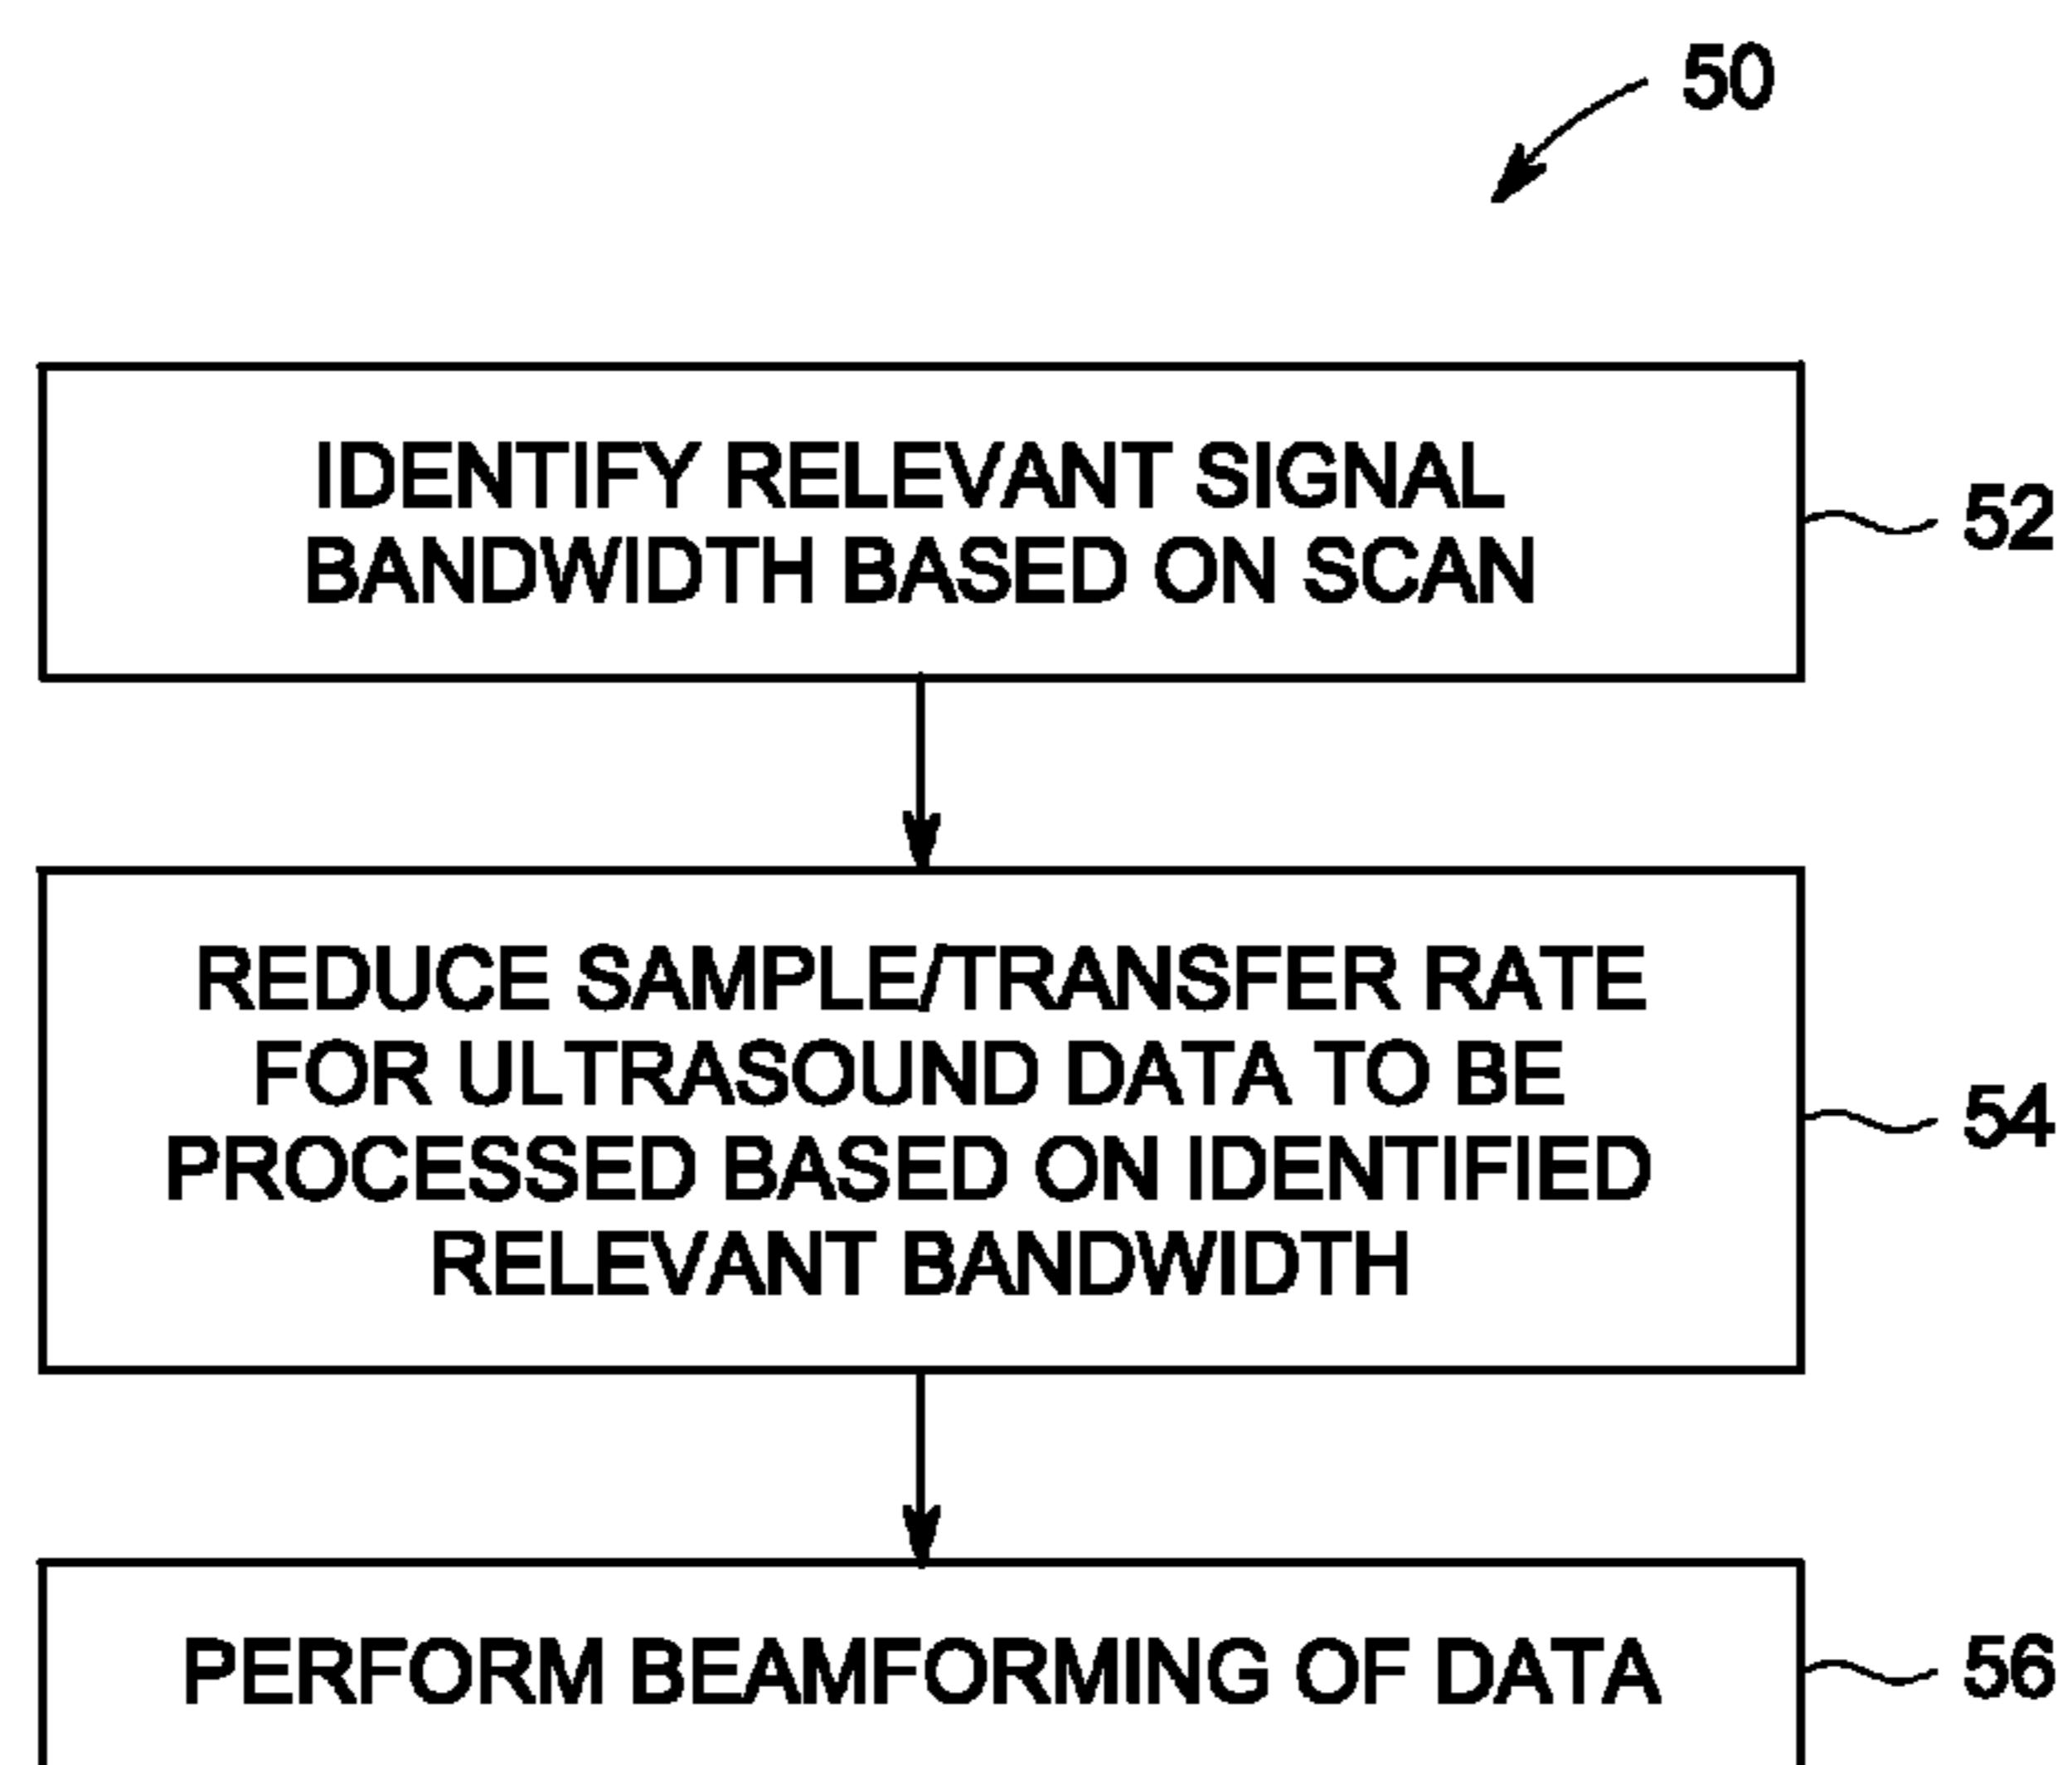 50
IDENTIFY RELEVANT SIGNAL
BANDWIDTH BASED ON SCAN
52
REDUCE SAMPLE/TRANSFER RATE
FOR ULTRASOUND DATA TO BE
PROCESSED BASED ON IDENTIFIED
RELEVANT BANDWIDTH
54
PERFORM BEAMFORMING OF DATA
56